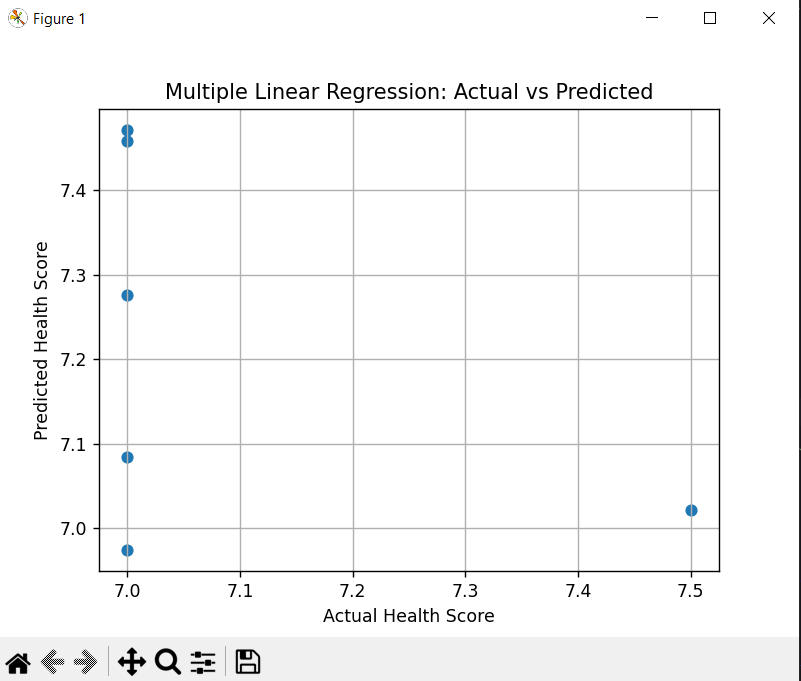 Figure 1
Multiple Linear Regression: Actual vs Predicted
7.4
7.3
7.2
7.1
7.0
Predicted Health Score
7.0 7.1 7.2 7.3 7.4 7.5
Actual Health Score